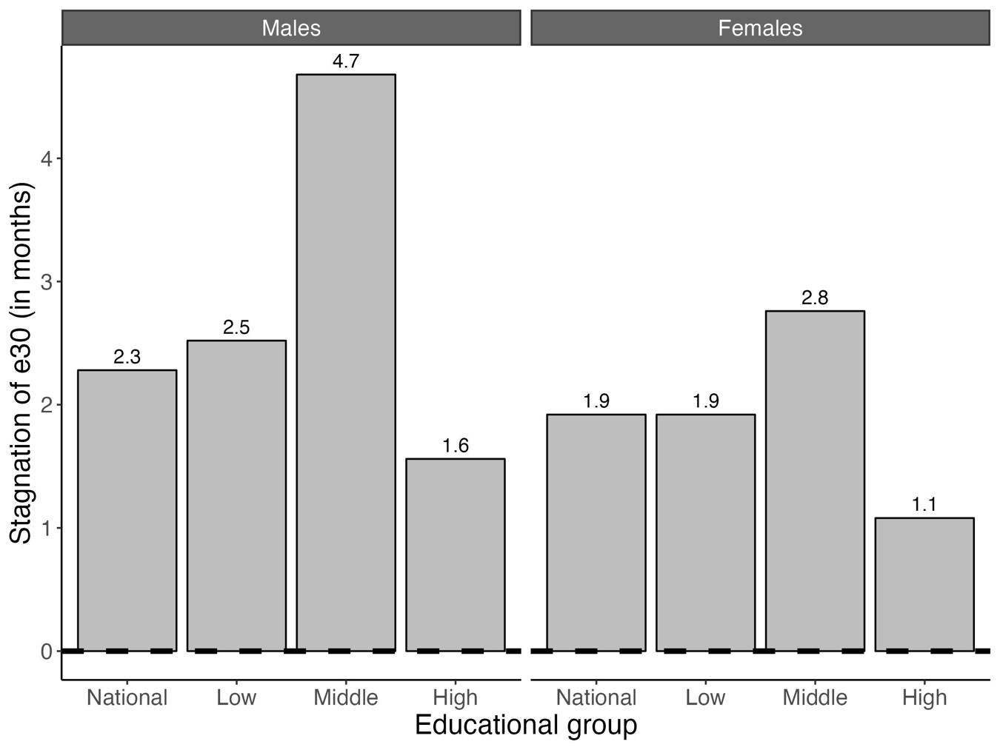 Males
Females
Stagnation of e30 (in months)
4
3
2
1
0
2.3
2.5
4.7
1.6
1.9
1.9
2.8
1.1
National
Low
Middle
High
National
Low
Middle
High
Educational group